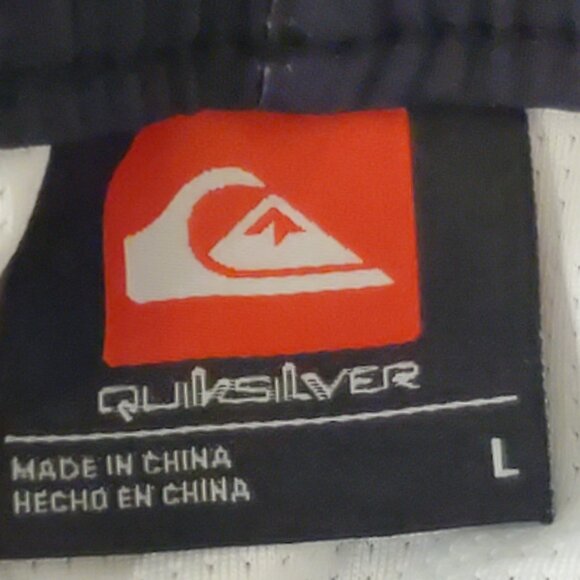 QUIKSILVER
MADE IN CHINA
HECHO EN CHINA
L